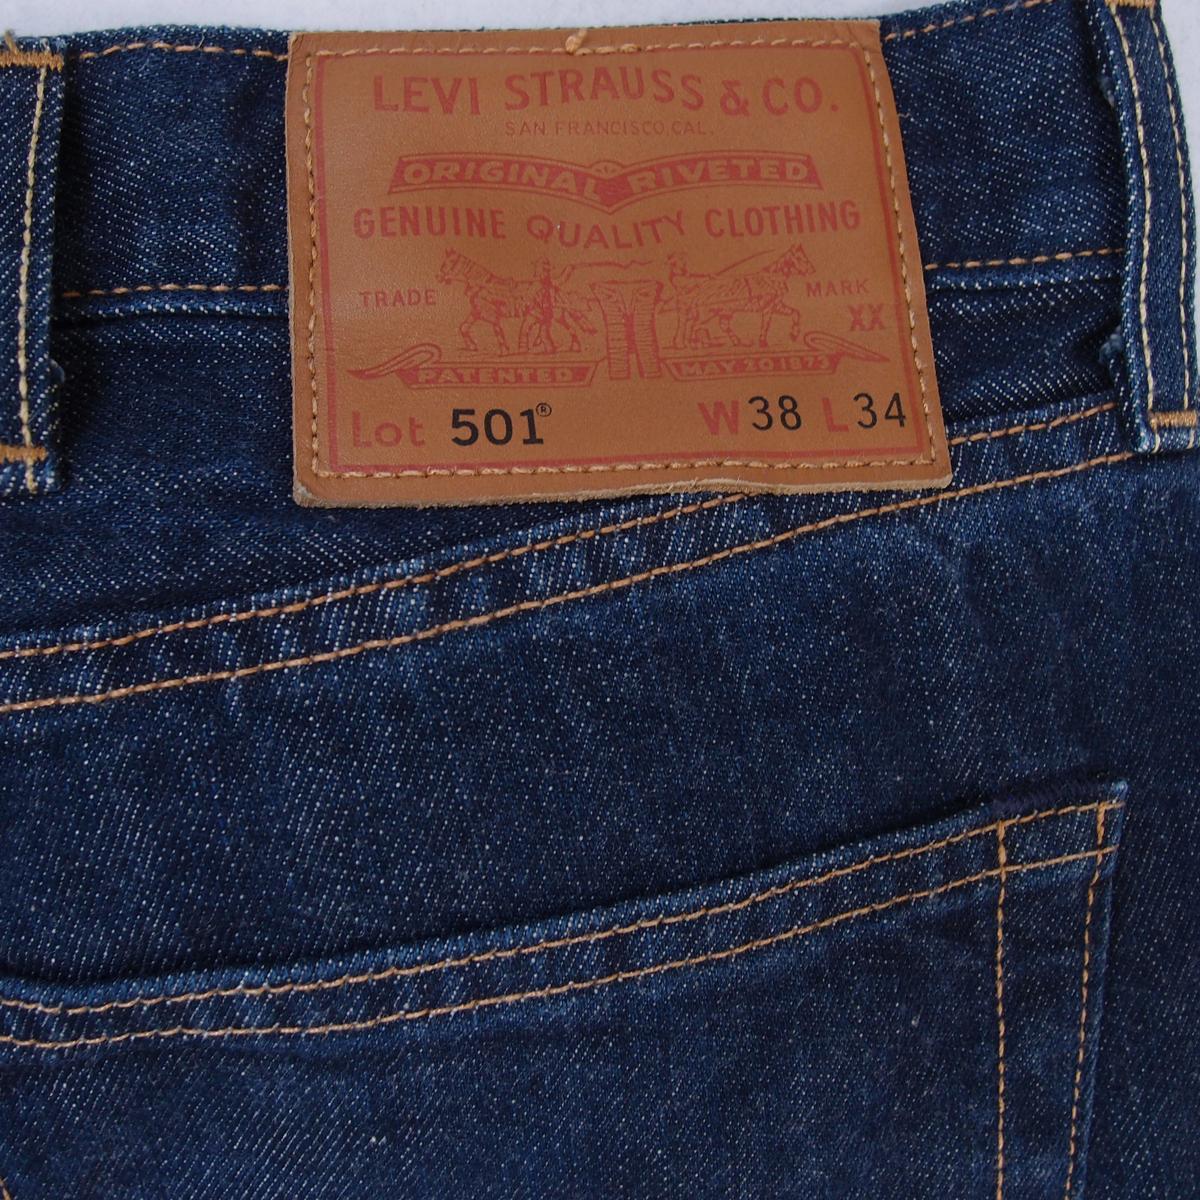 LEVI STRAUSS & CO.
SAN FRANCISCO, CAL.
ORIGINAL RIVETED
GENUINE QUALITY CLOTHING
TRADE MARK
XX
PATENTED MAY 20 1873
Lot 501® W38 L34